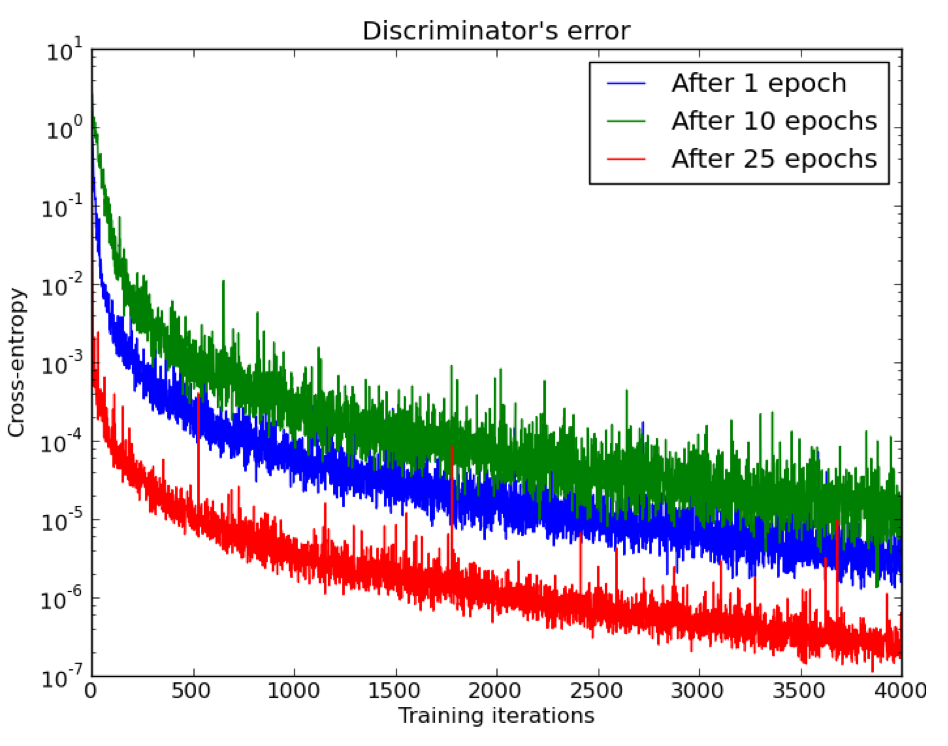 Discriminator's error
After 1 epoch
After 10 epochs
After 25 epochs
Cross-entropy
10^1
10^0
10^-1
10^-2
10^-3
10^-4
10^-5
10^-6
10^-7
0 500 1000 1500 2000 2500 3000 3500 4000
Training iterations